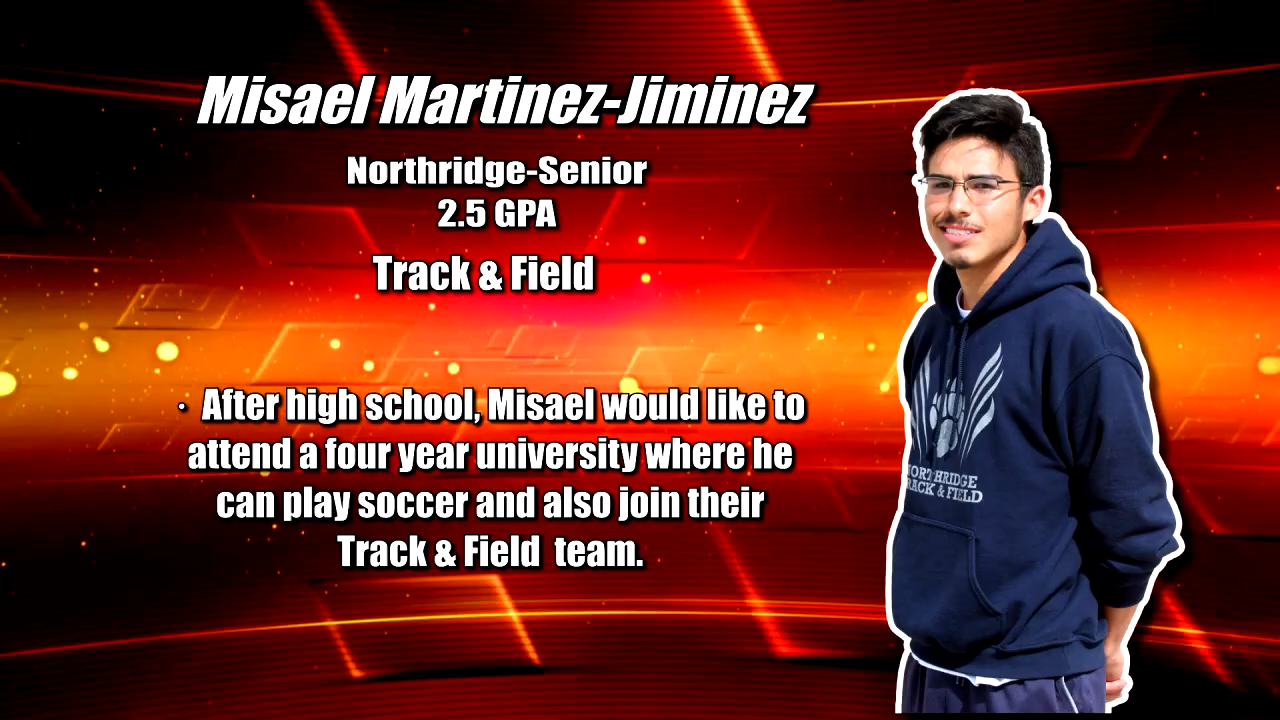 Misael Martinez-Jiminez
Northridge-Senior
2.5 GPA
Track & Field
· After high school, Misael would like to
attend a four year university where he
can play soccer and also join their
Track & Field team.
NORTHRIDGE
TRACK & FIELD